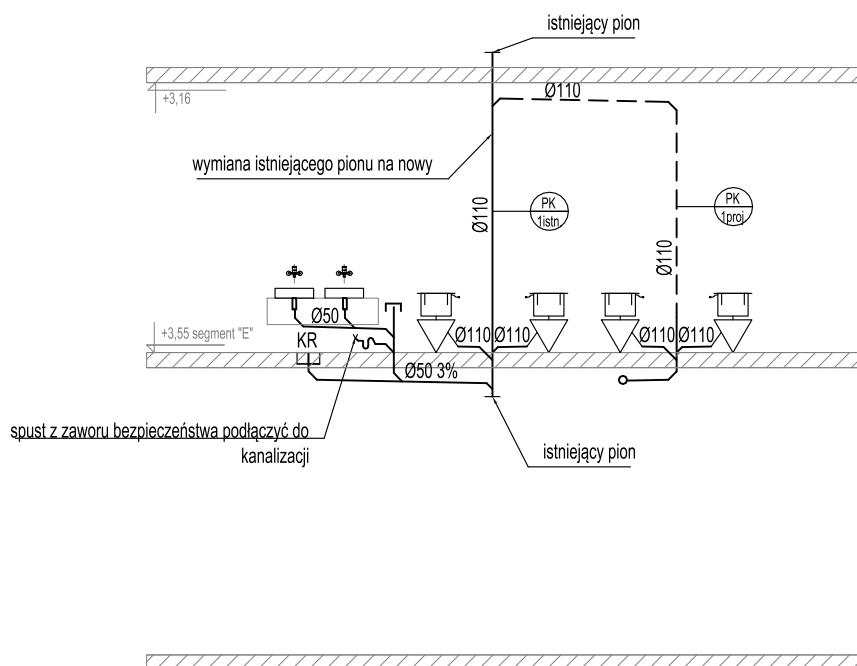 istniejący pion
+3,16
Ø110
wymiana istniejącego pionu na nowy
Ø110
PK
1istn
PK
1proj
Ø110
Ø50
+3,55 segment "E"
KR
Ø110
Ø110
Ø110
Ø110
Ø50 3%
spust z zaworu bezpieczeństwa podłączyć do
kanalizacji
istniejący pion